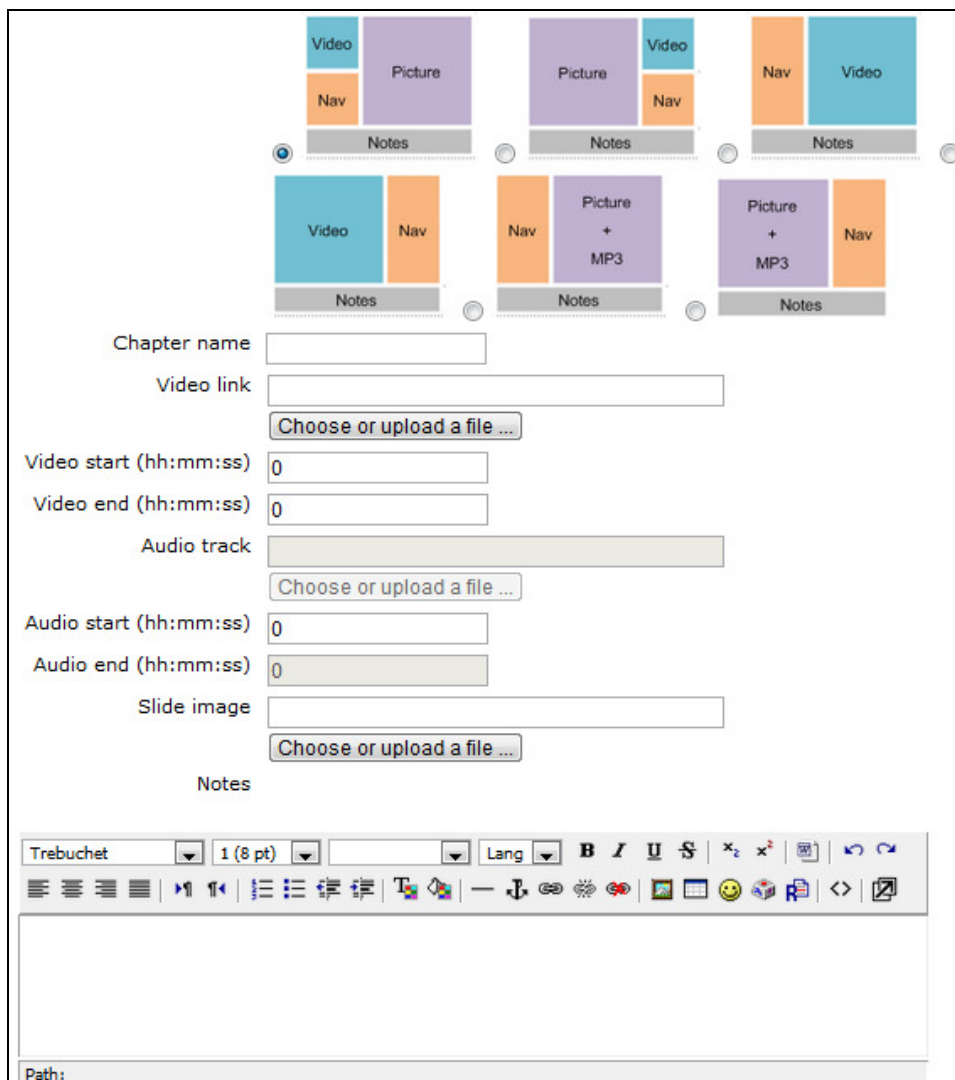 Video Picture Picture Video Nav Video
Nav Nav
Notes Notes Notes
Video Nav Nav Picture + MP3 Picture + MP3 Nav
Notes Notes Notes
Chapter name
Video link
Choose or upload a file ...
Video start (hh:mm:ss) 0
Video end (hh:mm:ss) 0
Audio track
Choose or upload a file ...
Audio start (hh:mm:ss) 0
Audio end (hh:mm:ss) 0
Slide image
Choose or upload a file ...
Notes
Trebuchet 1 (8 pt) Lang B I U S x₂ x²
Path: